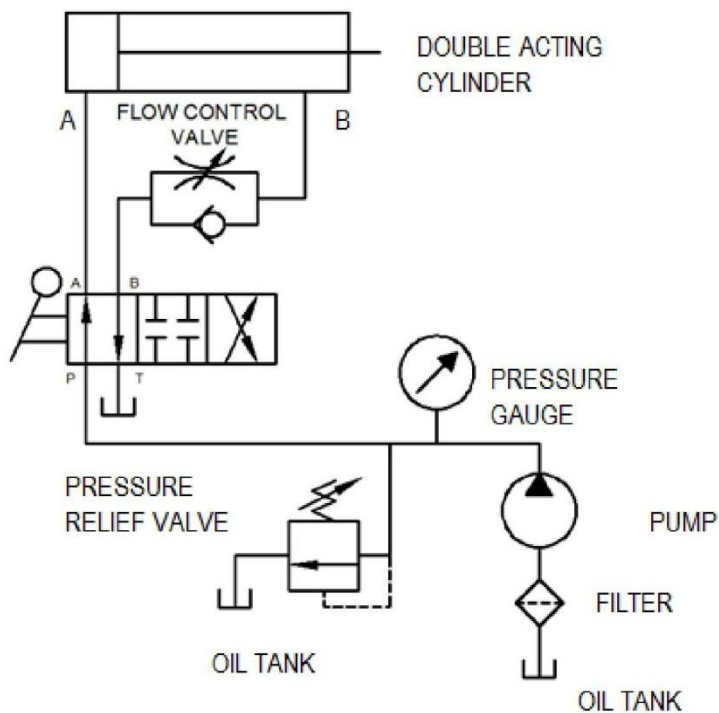 DOUBLE ACTING
CYLINDER
A
FLOW CONTROL
VALVE
B
A
B
P
T
PRESSURE
GAUGE
PRESSURE
RELIEF VALVE
PUMP
FILTER
OIL TANK
OIL TANK